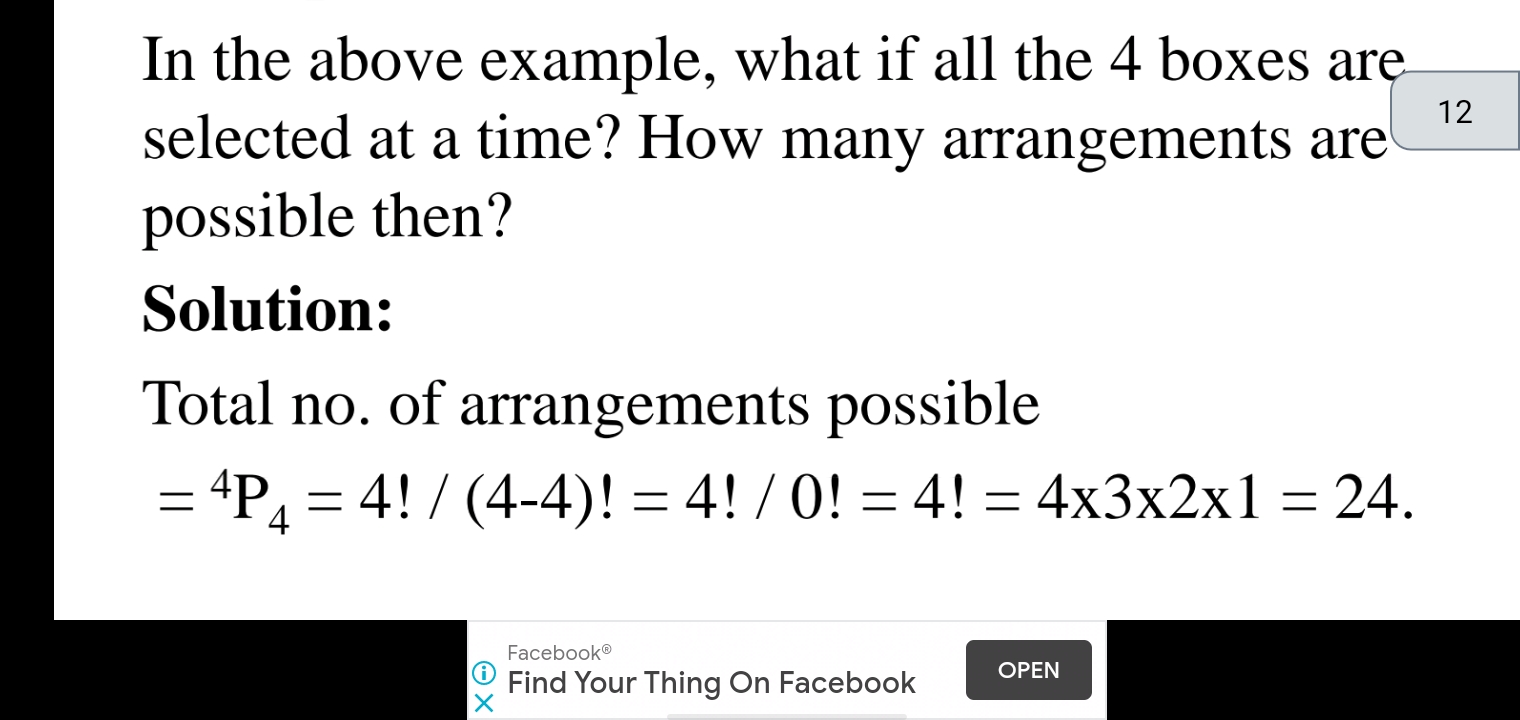 In the above example, what if all the 4 boxes are
12
selected at a time? How many arrangements are
possible then?
Solution:
Total no. of arrangements possible
= ⁴P₄ = 4! / (4-4)! = 4! / 0! = 4! = 4x3x2x1 = 24.
Facebook®
Find Your Thing On Facebook
OPEN